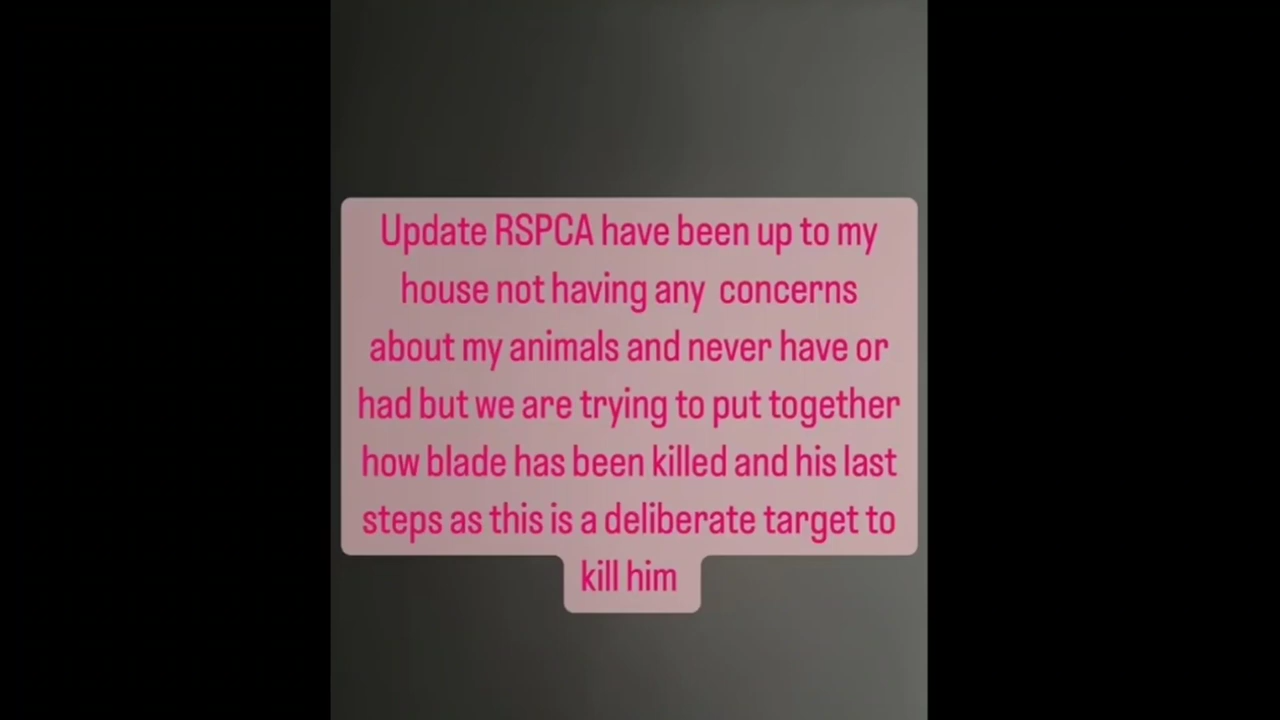 Update RSPCA have been up to my
house not having any  concerns
about my animals and never have or
had but we are trying to put together
how blade has been killed and his last
steps as this is a deliberate target to
kill him